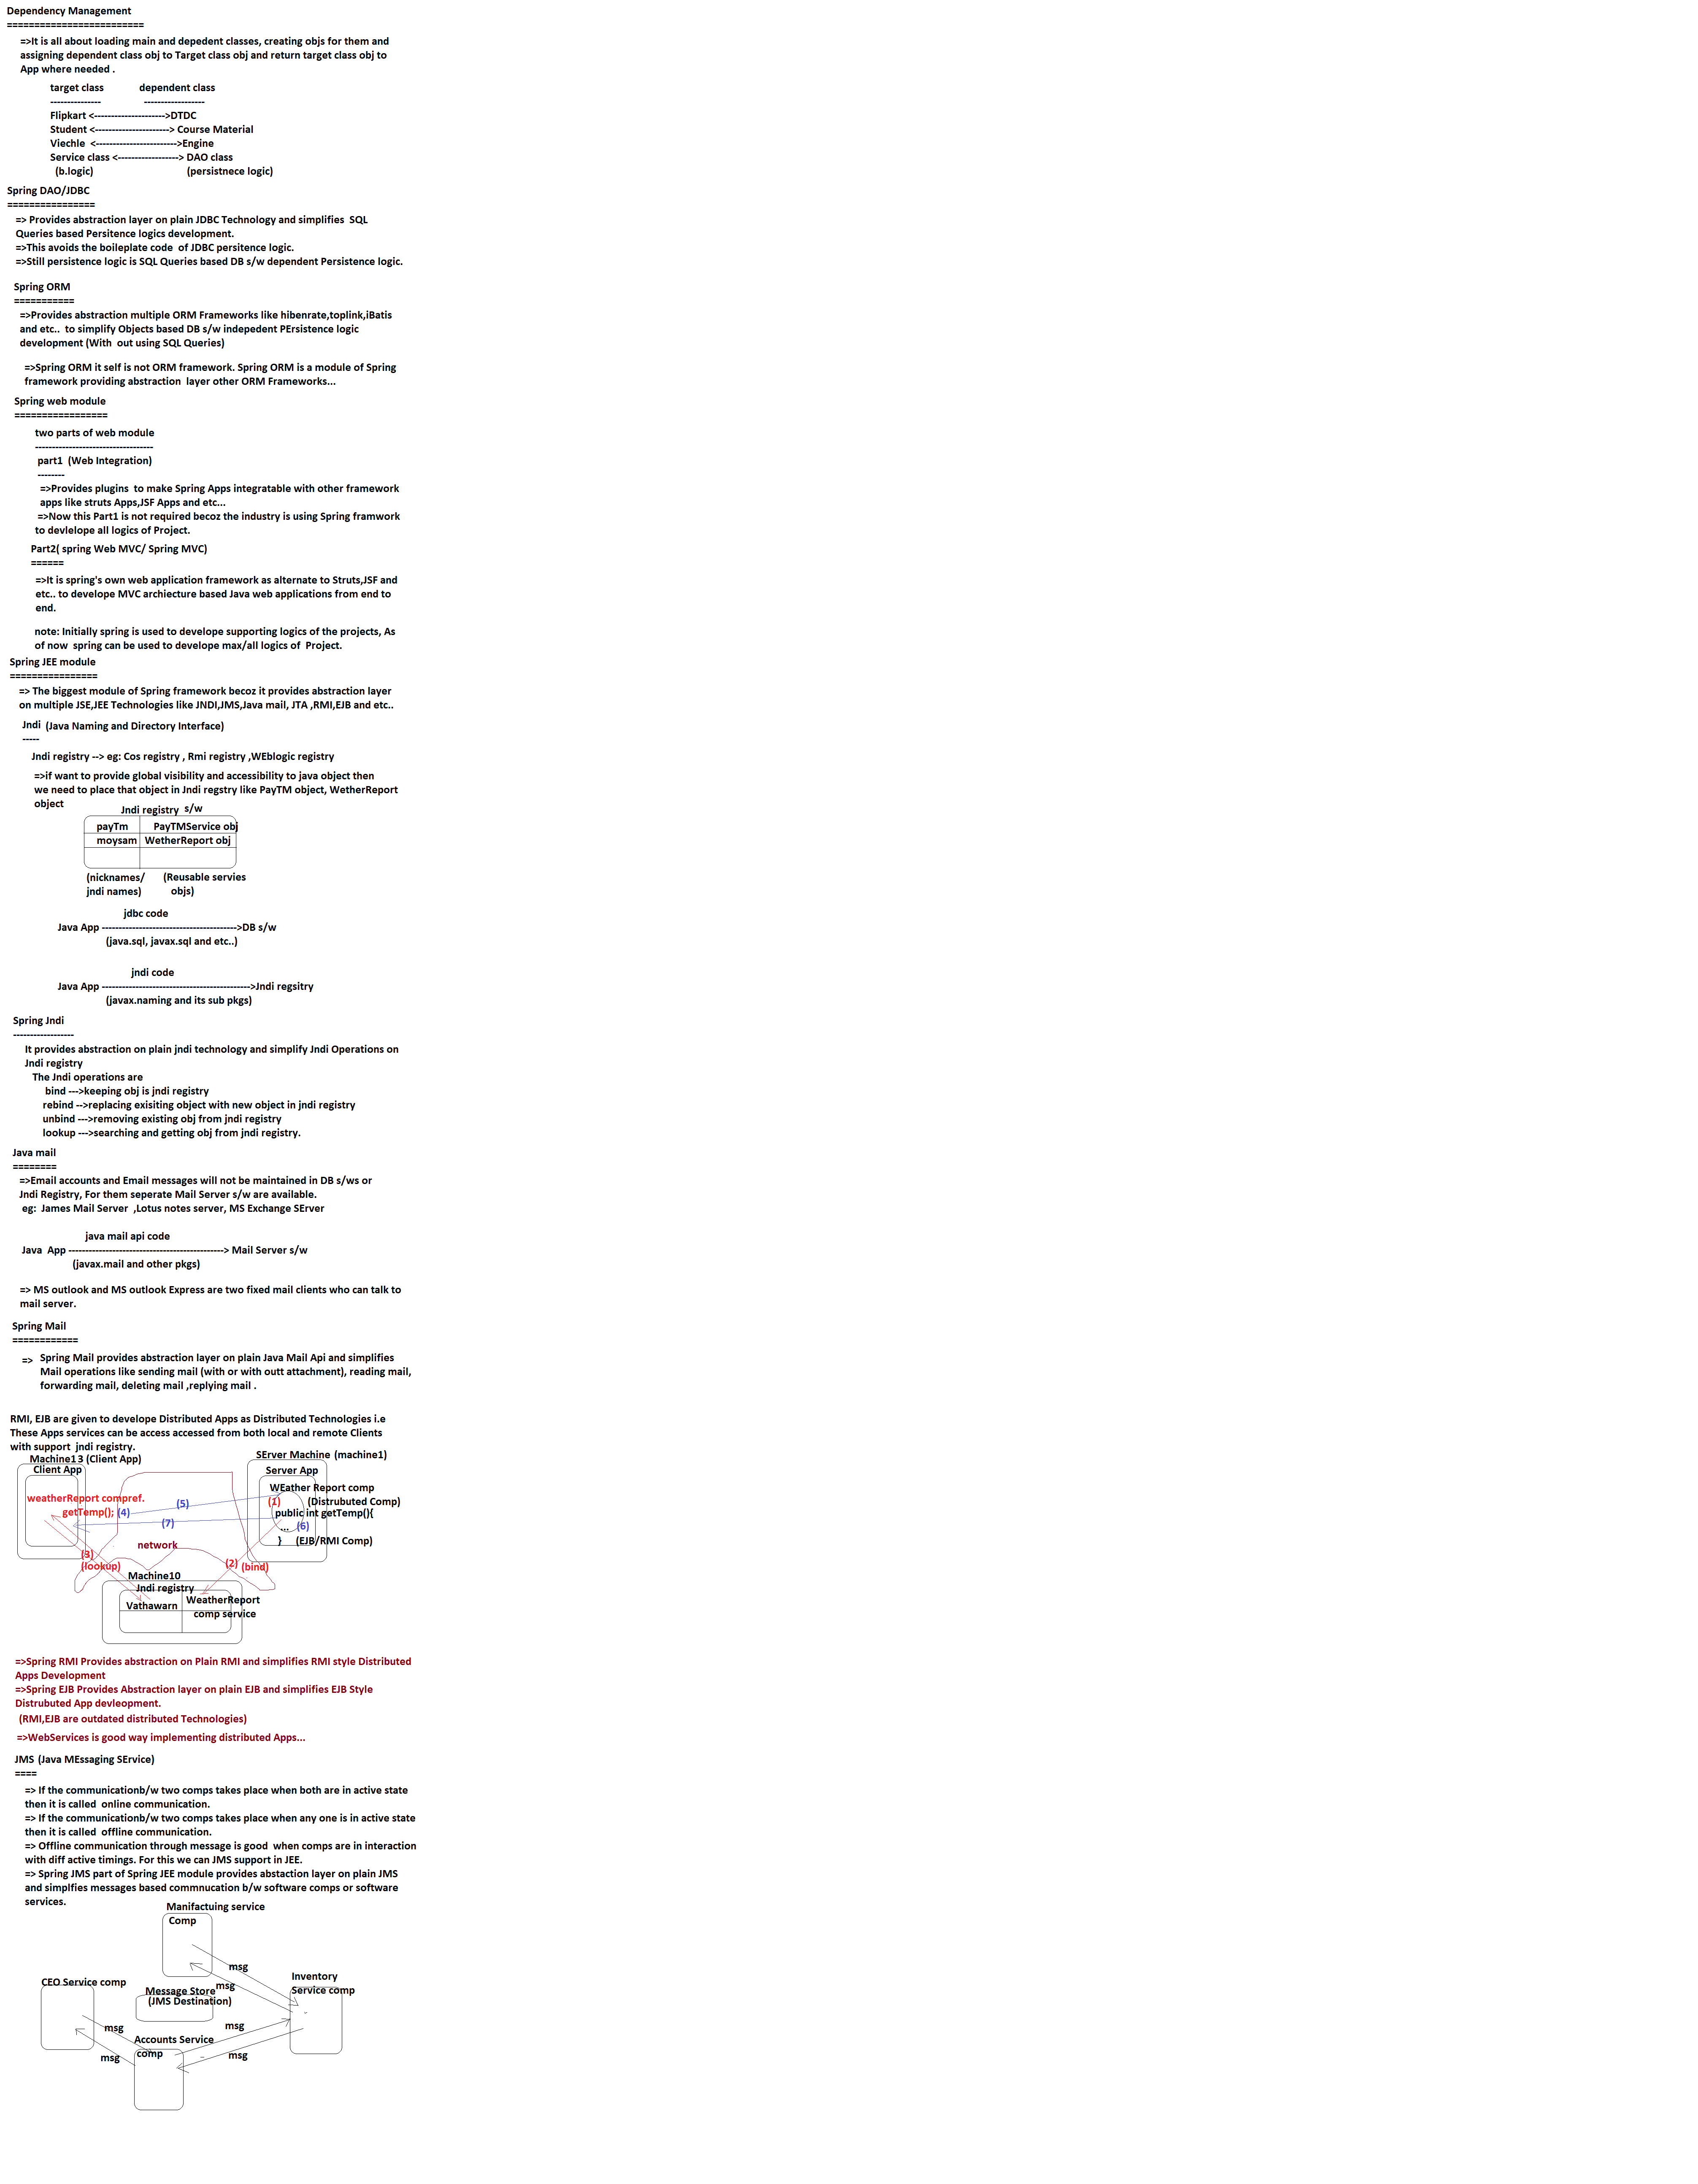 Dependency Management
=========================
=>It is all about loading main and depedent classes, creating objs for them and
assigning dependent class obj to Target class obj and return target class obj to
App where needed .
target class dependent class
--------------- ------------------
Flipkart <--------------------->DTDC
Student <----------------------> Course Material
Viechle <------------------------>Engine
Service class <------------------> DAO class
(b.logic) (persistnece logic)
Spring DAO/JDBC
================
=> Provides abstraction layer on plain JDBC Technology and simplifies SQL
Queries based Persitence logics development.
=>This avoids the boileplate code of JDBC persitence logic.
=>Still persistence logic is SQL Queries based DB s/w dependent Persistence logic.
Spring ORM
===========
=>Provides abstraction multiple ORM Frameworks like hibenrate,toplink,iBatis
and etc.. to simplify Objects based DB s/w indepedent PErsistence logic
development (With out using SQL Queries)
=>Spring ORM it self is not ORM framework. Spring ORM is a module of Spring
framework providing abstraction layer other ORM Frameworks...
Spring web module
=================
two parts of web module
-----------------------------------
part1 (Web Integration)
--------
=>Provides plugins to make Spring Apps integratable with other framework
apps like struts Apps,JSF Apps and etc...
=>Now this Part1 is not required becoz the industry is using Spring framwork
to devlelope all logics of Project.
Part2( spring Web MVC/ Spring MVC)
======
=>It is spring's own web application framework as alternate to Struts,JSF and
etc.. to develope MVC archiecture based Java web applications from end to
end.
note: Initially spring is used to develope supporting logics of the projects, As
of now spring can be used to develope max/all logics of Project.
Spring JEE module
================
=> The biggest module of Spring framework becoz it provides abstraction layer
on multiple JSE,JEE Technologies like JNDI,JMS,Java mail, JTA ,RMI,EJB and etc..
Jndi (Java Naming and Directory Interface)
-----
Jndi registry --> eg: Cos registry , Rmi registry ,WEblogic registry
=>if want to provide global visibility and accessibility to java object then
we need to place that object in Jndi regstry like PayTM object, WetherReport
object
Jndi registry s/w
payTm PayTMService obj
moysam WetherReport obj
(nicknames/ (Reusable servies
jndi names) objs)
jdbc code
Java App ---------------------------------------->DB s/w
(java.sql, javax.sql and etc..)
jndi code
Java App -------------------------------------------->Jndi regsitry
(javax.naming and its sub pkgs)
Spring Jndi
------------------
It provides abstraction on plain jndi technology and simplify Jndi Operations on
Jndi registry
The Jndi operations are
bind --->keeping obj is jndi registry
rebind -->replacing exisiting object with new object in jndi registry
unbind --->removing existing obj from jndi registry
lookup --->searching and getting obj from jndi registry.
Java mail
========
=>Email accounts and Email messages will not be maintained in DB s/ws or
Jndi Registry, For them seperate Mail Server s/w are available.
eg: James Mail Server ,Lotus notes server, MS Exchange SErver
java mail api code
Java App ----------------------------------------------> Mail Server s/w
(javax.mail and other pkgs)
=> MS outlook and MS outlook Express are two fixed mail clients who can talk to
mail server.
Spring Mail
============
=> Spring Mail provides abstraction layer on plain Java Mail Api and simplifies
Mail operations like sending mail (with or with outt attachment), reading mail,
forwarding mail, deleting mail ,replying mail .
RMI, EJB are given to develope Distributed Apps as Distributed Technologies i.e
These Apps services can be access accessed from both local and remote Clients
with support jndi registry.
Machine13 (Client App)
Client App
SErver Machine (machine1)
Server App
WEather Report comp
weatherReport compref.
getTemp(); (4)
(5)
(1) (Distrubuted Comp)
public int getTemp(){
(7)
... (6)
} (EJB/RMI Comp)
network
(3)
(lookup)
(2) (bind)
Machine10
Jndi registry
Vathawarn
WeatherReport
comp service
=>Spring RMI Provides abstraction on Plain RMI and simplifies RMI style Distributed
Apps Development
=>Spring EJB Provides Abstraction layer on plain EJB and simplifies EJB Style
Distrubuted App devleopment.
(RMI,EJB are outdated distributed Technologies)
=>WebServices is good way implementing distributed Apps...
JMS (Java MEssaging SErvice)
====
=> If the communicationb/w two comps takes place when both are in active state
then it is called online communication.
=> If the communicationb/w two comps takes place when any one is in active state
then it is called offline communication.
=> Offline communication through message is good when comps are in interaction
with diff active timings. For this we can JMS support in JEE.
=> Spring JMS part of Spring JEE module provides abstaction layer on plain JMS
and simplfies messages based commnucation b/w software comps or software
services.
Manifactuing service
Comp
msg
Inventory
Service comp
CEO Service comp
msg
Message Store
(JMS Destination)
msg
msg
Accounts Service
comp
msg
msg